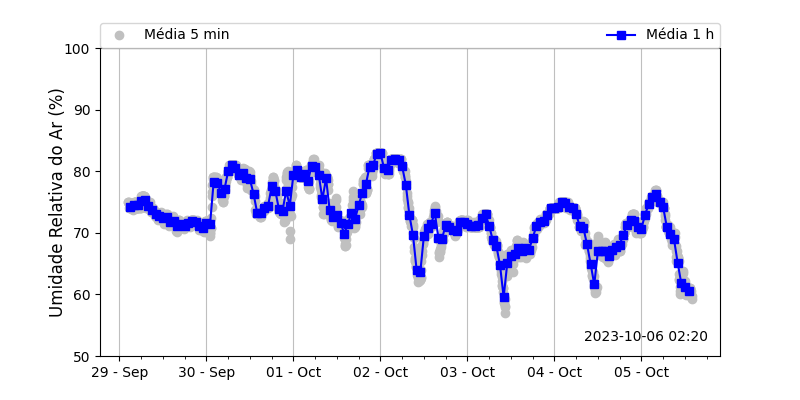 Média 5 min
Média 1 h
Umidade Relativa do Ar (%)
100
90
80
70
60
50
2023-10-06 02:20
29 - Sep
30 - Sep
01 - Oct
02 - Oct
03 - Oct
04 - Oct
05 - Oct